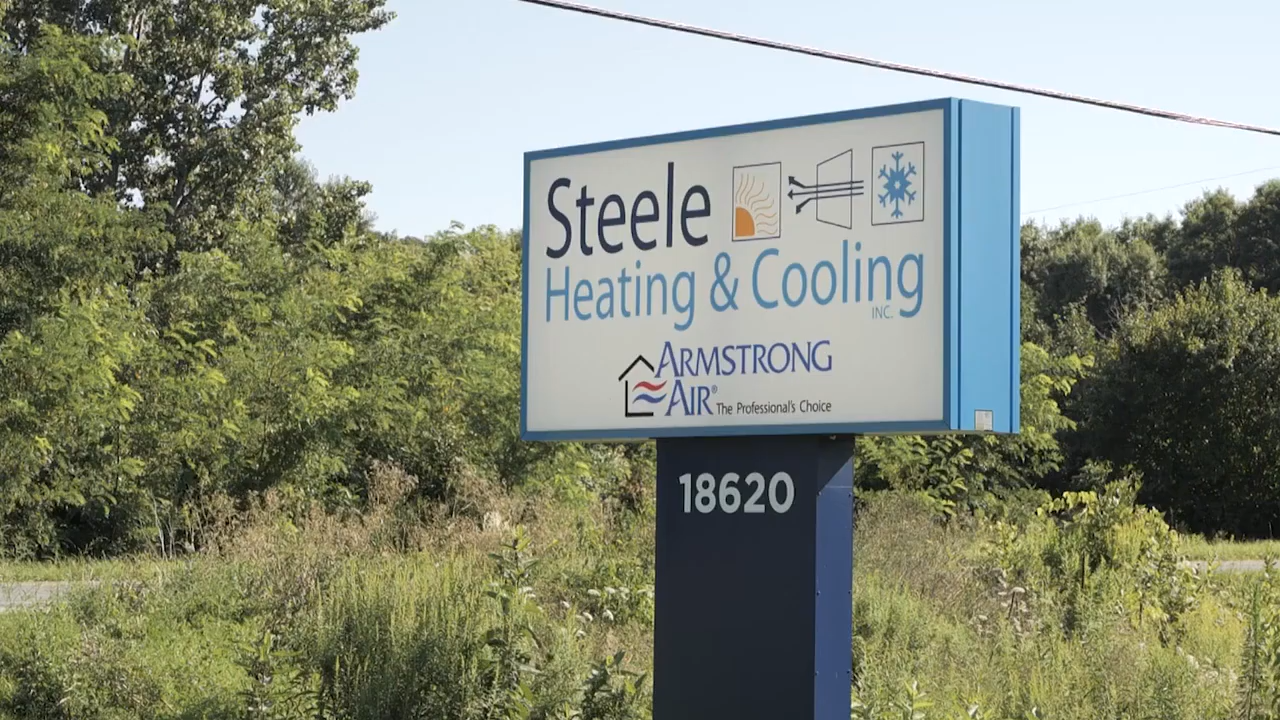 Steele
Heating & Cooling
INC.
ARMSTRONG
AIR®
The Professional's Choice
18620